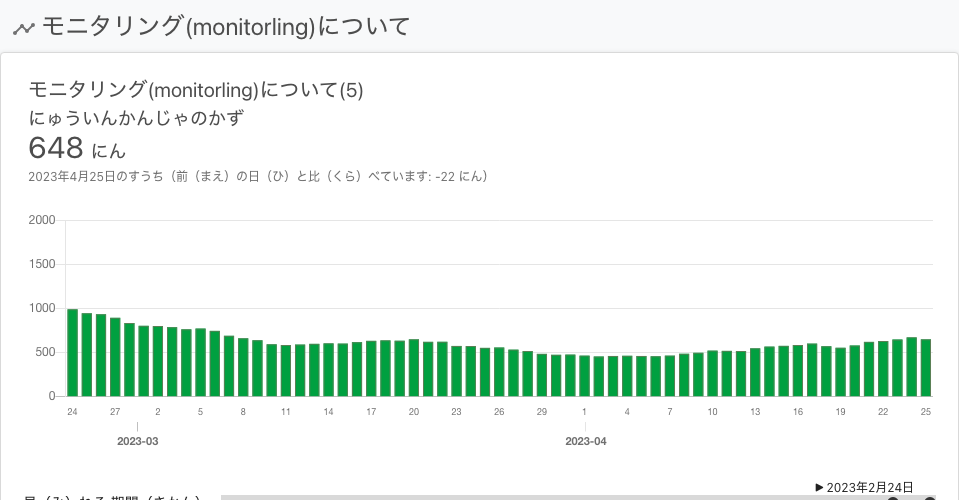 モニタリング(monitorling)について
モニタリング(monitorling)について(5)
にゅういんかんじゃのかず
648 にん
2023年4月25日のすうち（前（まえ）の日（ひ）と比（くら）べています: -22 にん）
2000
1500
1000
500
0
24 27 2 5 8 11 14 17 20 23 26 29 1 4 7 10 13 16 19 22 25
2023-03 2023-04
▶ 2023年2月24日